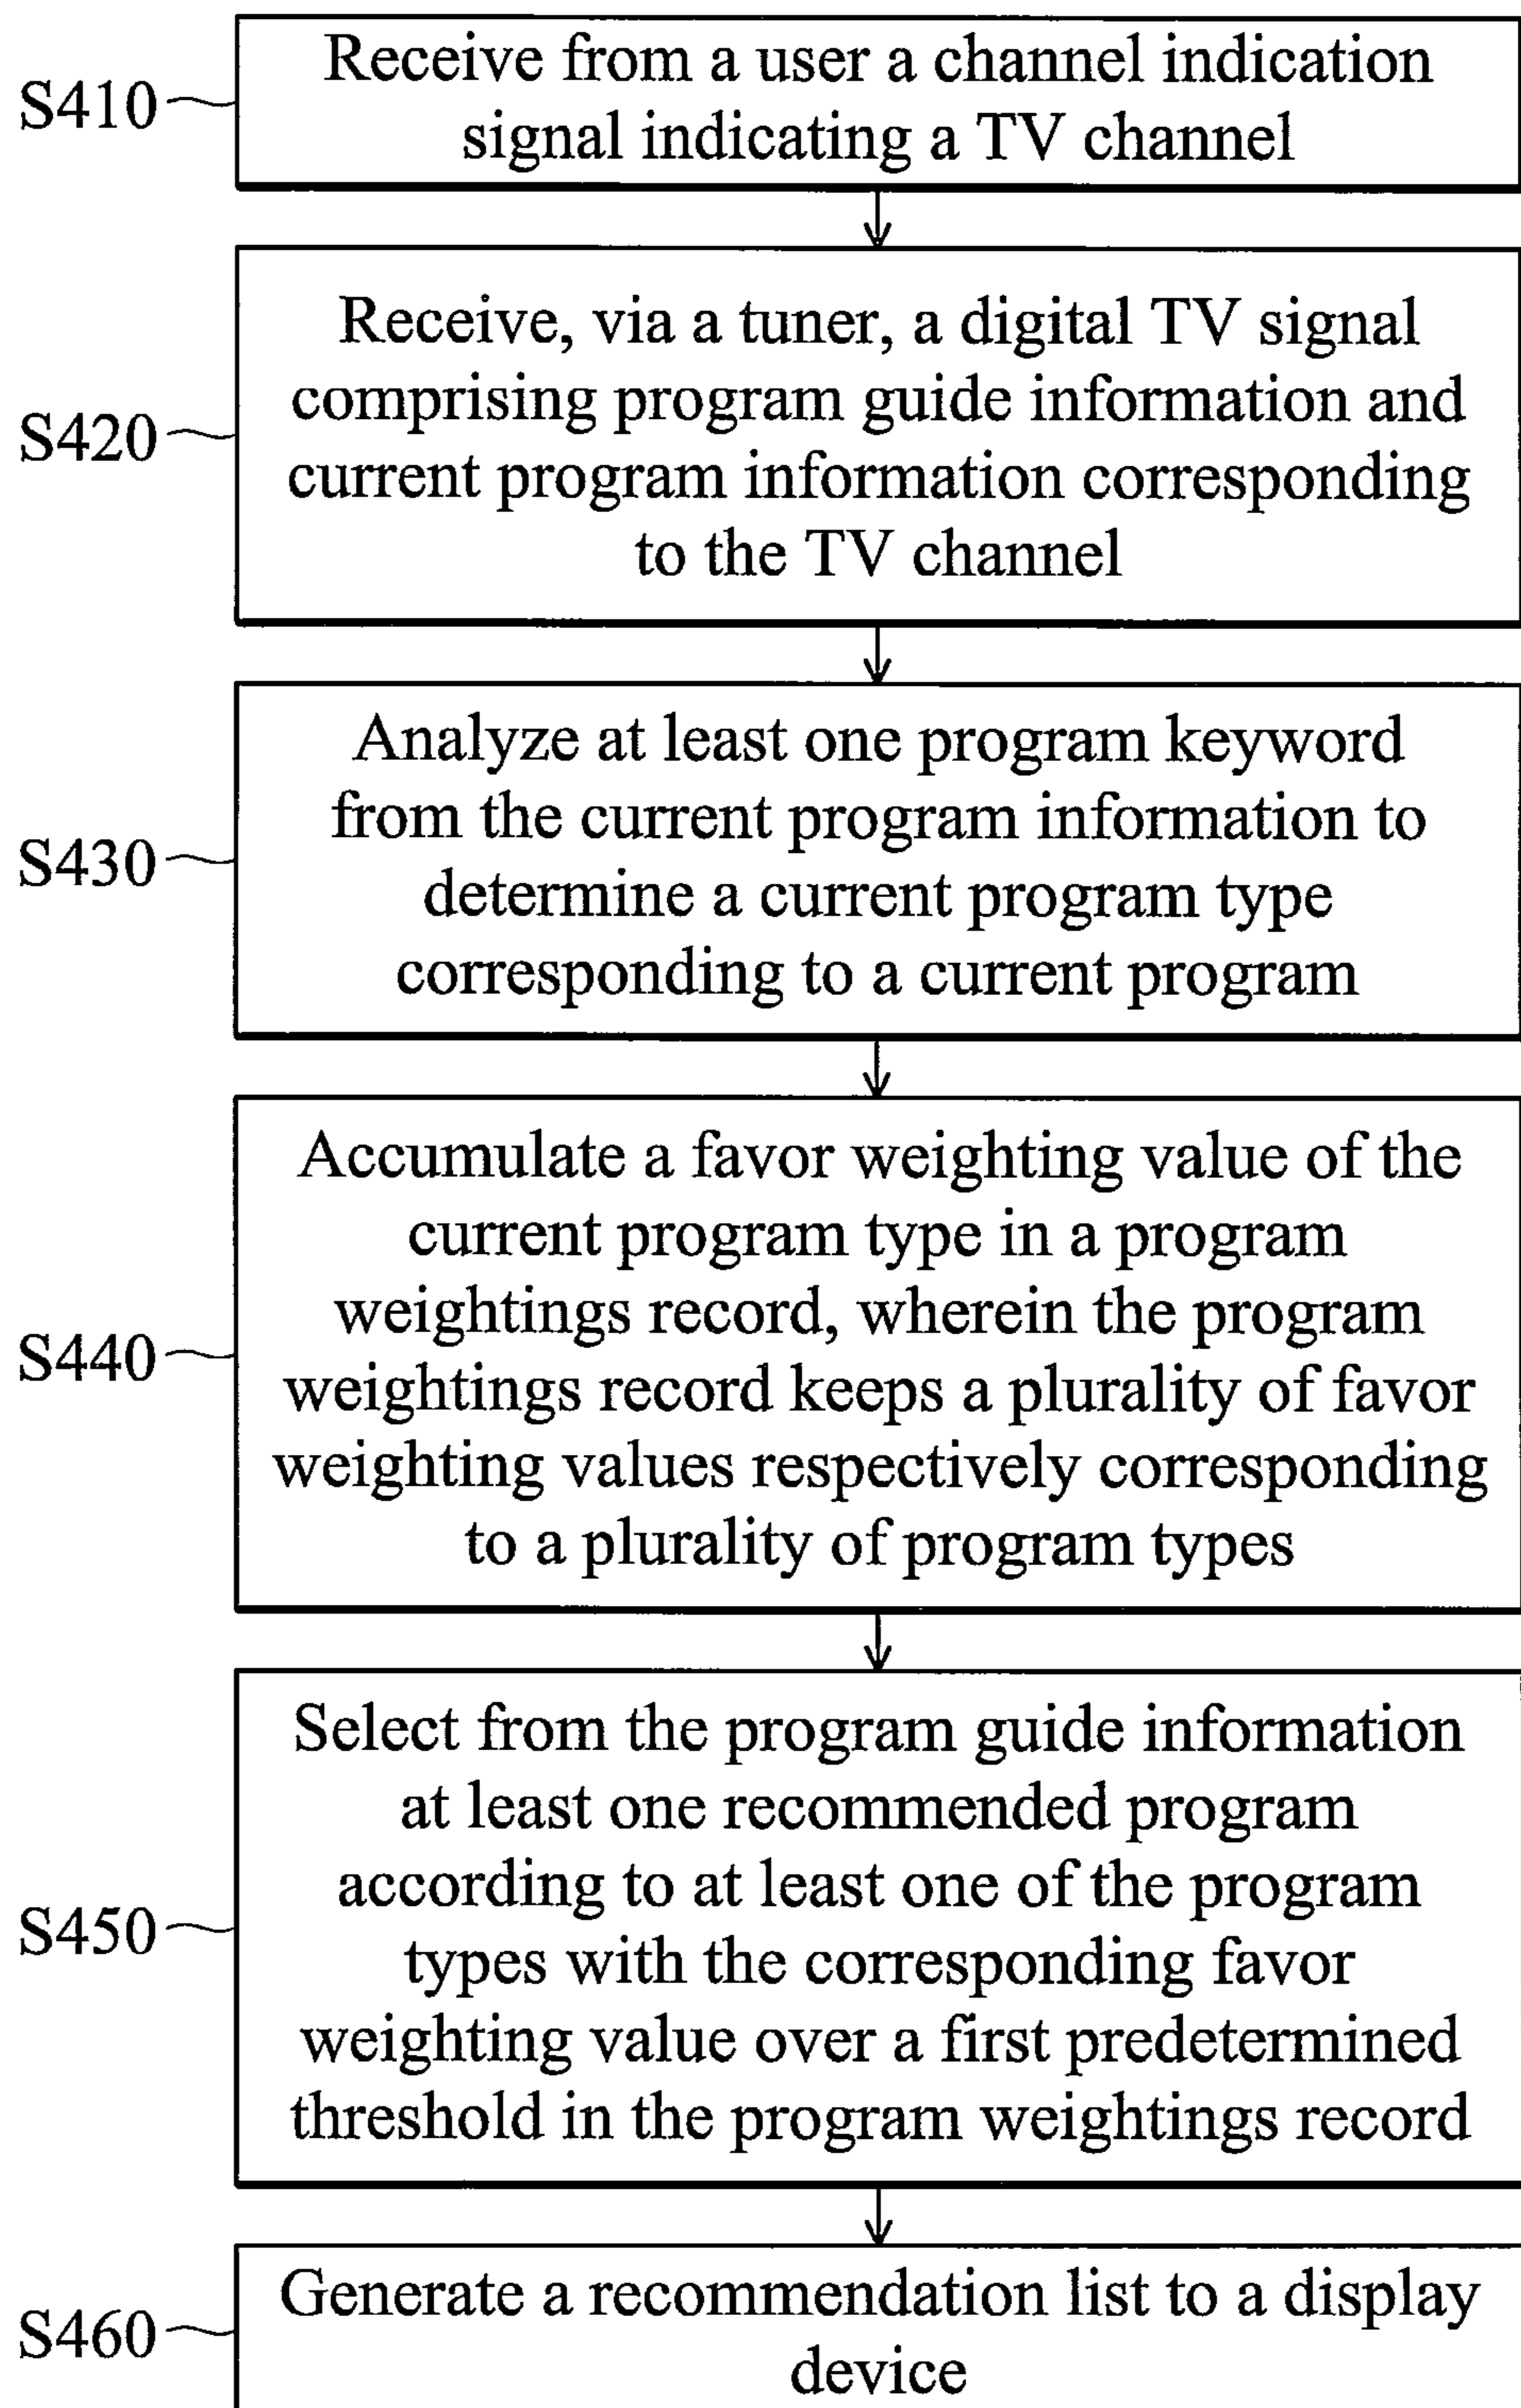 S410
Receive from a user a channel indication
signal indicating a TV channel
S420
Receive, via a tuner, a digital TV signal
comprising program guide information and
current program information corresponding
to the TV channel
S430
Analyze at least one program keyword
from the current program information to
determine a current program type
corresponding to a current program
S440
Accumulate a favor weighting value of the
current program type in a program
weightings record, wherein the program
weightings record keeps a plurality of favor
weighting values respectively corresponding
to a plurality of program types
S450
Select from the program guide information
at least one recommended program
according to at least one of the program
types with the corresponding favor
weighting value over a first predetermined
threshold in the program weightings record
S460
Generate a recommendation list to a display
device